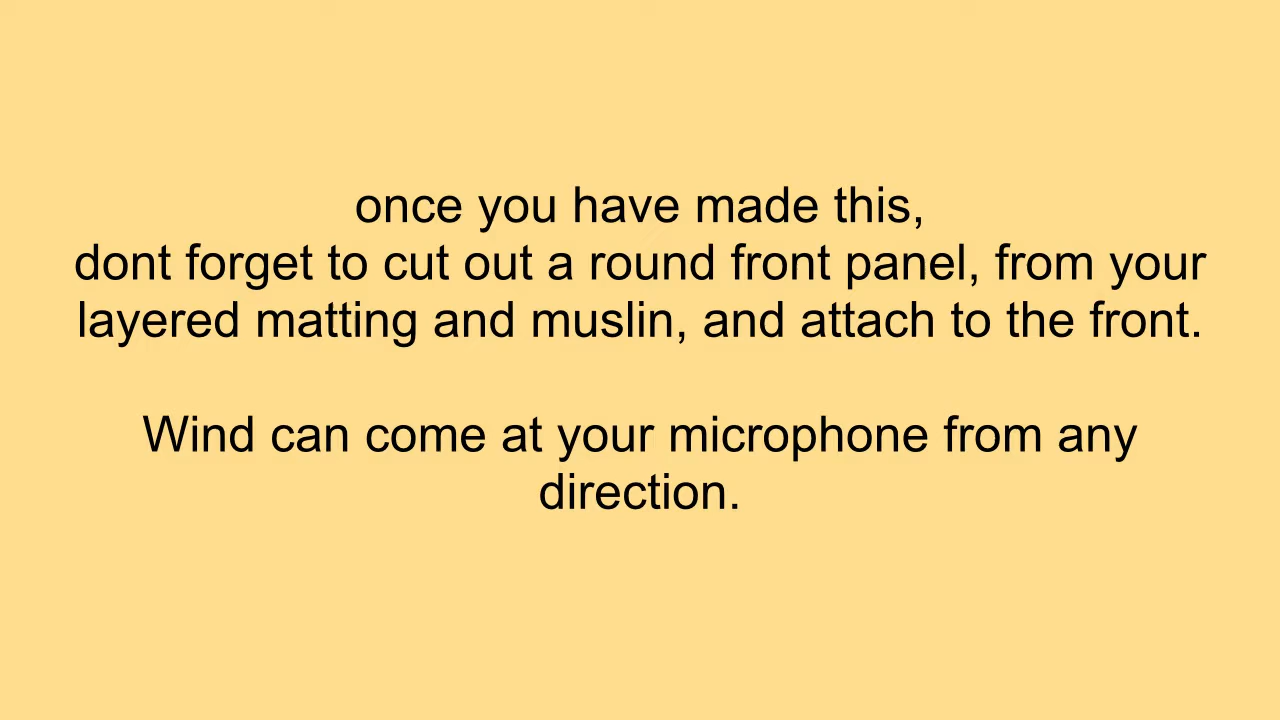 once you have made this,
dont forget to cut out a round front panel, from your
layered matting and muslin, and attach to the front.
Wind can come at your microphone from any
direction.